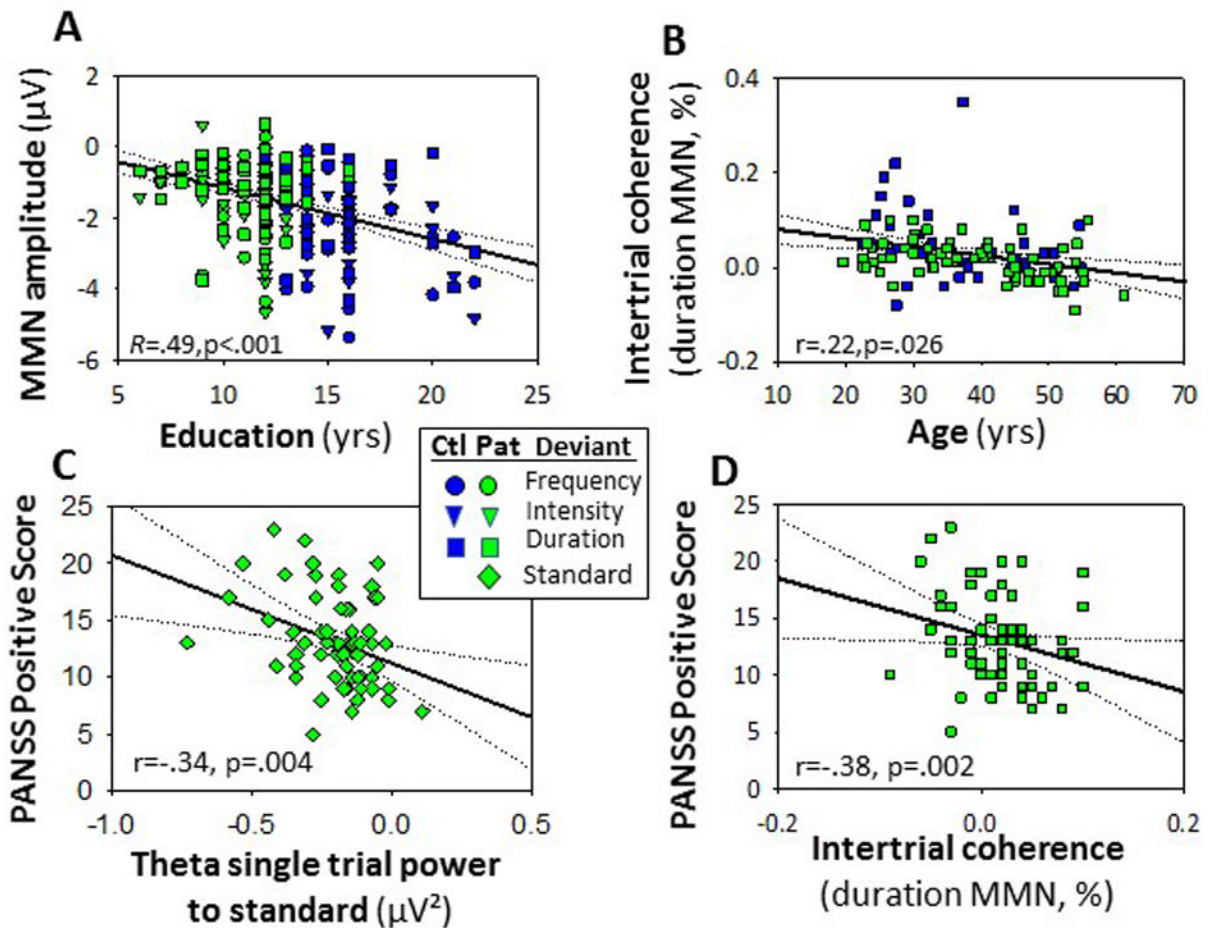 A
MMN amplitude (µV)
2
0
-2
-4
-6
R=.49,p<.001
5 10 15 20 25
Education (yrs)
B
Intertrial coherence
(duration MMN, %)
0.4
0.2
0.0
-0.2
r=.22,p=.026
10 20 30 40 50 60 70
Age (yrs)
Ctl Pat Deviant
Frequency
Intensity
Duration
Standard
C
PANSS Positive Score
25
20
15
10
5
0
r=-.34, p=.004
-1.0 -0.5 0.0 0.5
Theta single trial power
to standard (µV²)
D
PANSS Positive Score
25
20
15
10
5
0
r=-.38, p=.002
-0.2 0.0 0.2
Intertrial coherence
(duration MMN, %)